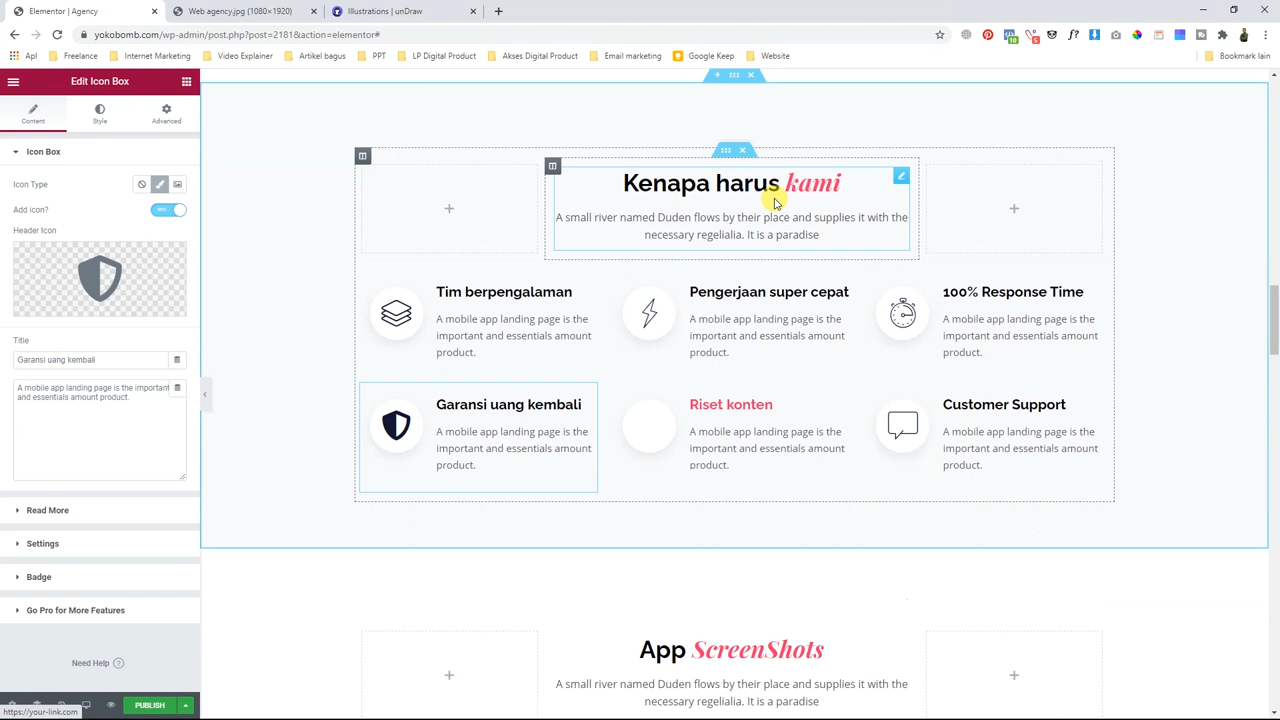 Elementor | Agency
Web agency.jpg (1080×1920)
Illustrations | unDraw
yokobomb.com/wp-admin/post.php?post=2181&action=elementor#
Apl
Freelancing
Internet Marketing
Video Explainer
Artikel bagus
PPT
LP Digital Product
Akses Digital Product
Email marketing
Google Keep
Website
Bookmark lain
Edit Icon Box
Content
Style
Advanced
Icon Box
Icon Type
Add icon?
YES
Header Icon
Title
Garansi uang kembali
A mobile app landing page is the important
and essentials amount product.
Read More
Settings
Badge
Go Pro for More Features
Need Help
PUBLISH
https://your-link.com
Kenapa harus kami
A small river named Duden flows by their place and supplies it with the
necessary regelialia. It is a paradise
Tim berpengalaman
A mobile app landing page is the
important and essentials amount
product.
Pengerjaan super cepat
A mobile app landing page is the
important and essentials amount
product.
100% Response Time
A mobile app landing page is the
important and essentials amount
product.
Garansi uang kembali
A mobile app landing page is the
important and essentials amount
product.
Riset konten
A mobile app landing page is the
important and essentials amount
product.
Customer Support
A mobile app landing page is the
important and essentials amount
product.
App ScreenShots
A small river named Duden flows by their place and supplies it with the
necessary regelialia. It is a paradise